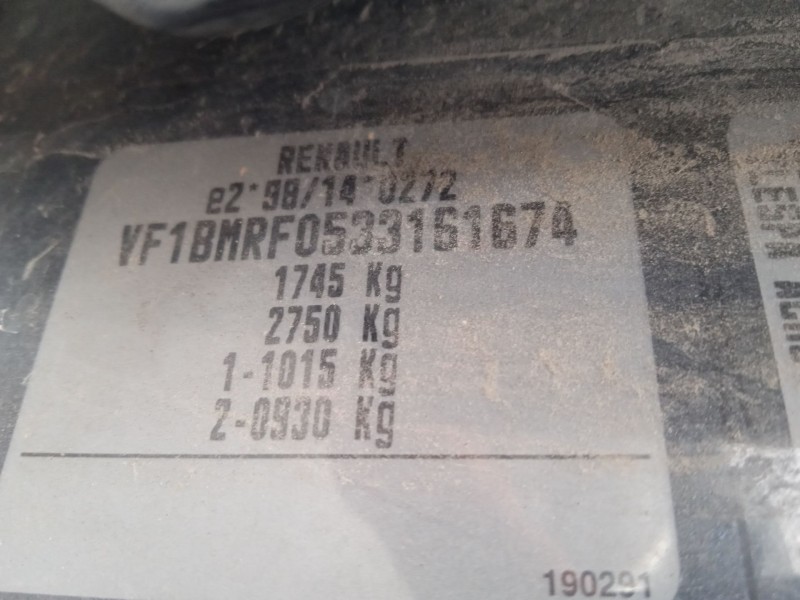 RENAULT
e2*98/14*0272
VF1BMRF0533161674
1745 Kg
2750 Kg
1-1015 Kg
2-0930 Kg
190291